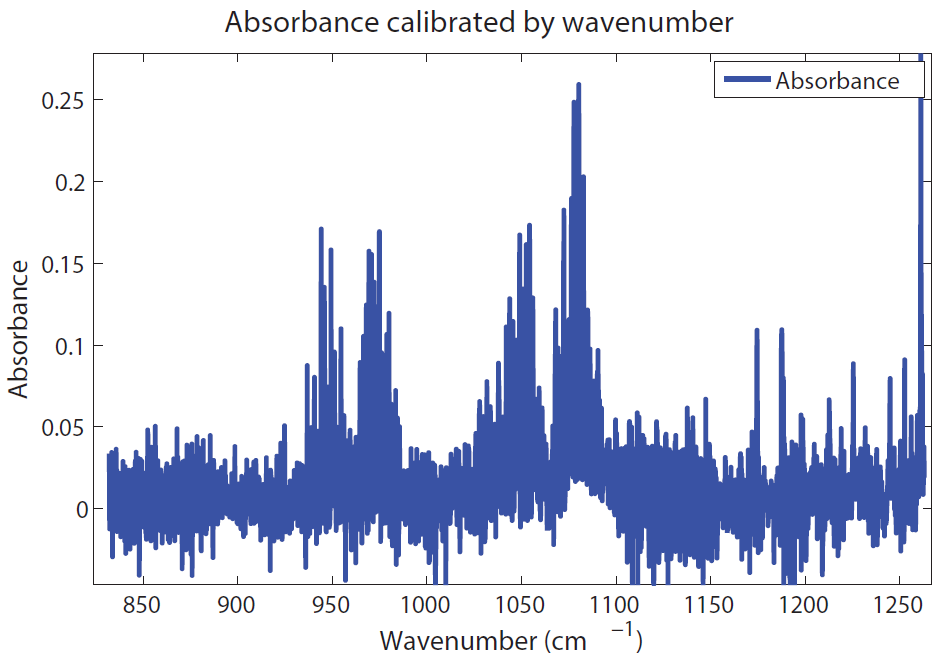 Absorbance calibrated by wavenumber
Absorbance
0.25
0.2
0.15
0.1
0.05
0
Absorbance
850 900 950 1000 1050 1100 1150 1200 1250
Wavenumber (cm −1)